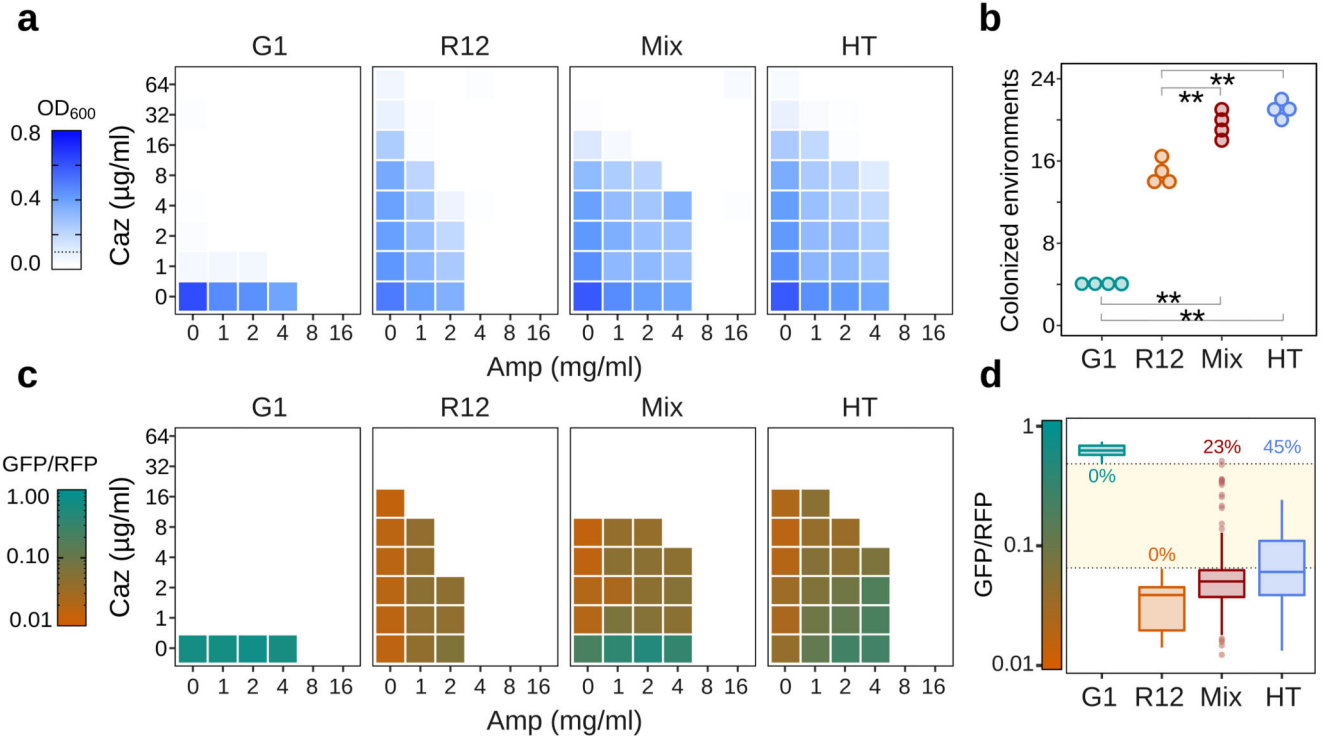 a
G1 R12 Mix HT
OD600
0.8
0.4
0.0
Caz (µg/ml)
64
32
16
8
4
2
1
0
0 1 2 4 8 16 0 1 2 4 8 16 0 1 2 4 8 16 0 1 2 4 8 16
Amp (mg/ml)
b
Colonized environments
24
16
8
0
**
**
**
**
G1 R12 Mix HT
c
G1 R12 Mix HT
GFP/RFP
1.00
0.10
0.01
Caz (µg/ml)
64
32
16
8
4
2
1
0
0 1 2 4 8 16 0 1 2 4 8 16 0 1 2 4 8 16 0 1 2 4 8 16
Amp (mg/ml)
d
GFP/RFP
1
0.1
0.01
23% 45%
0%
0%
G1 R12 Mix HT